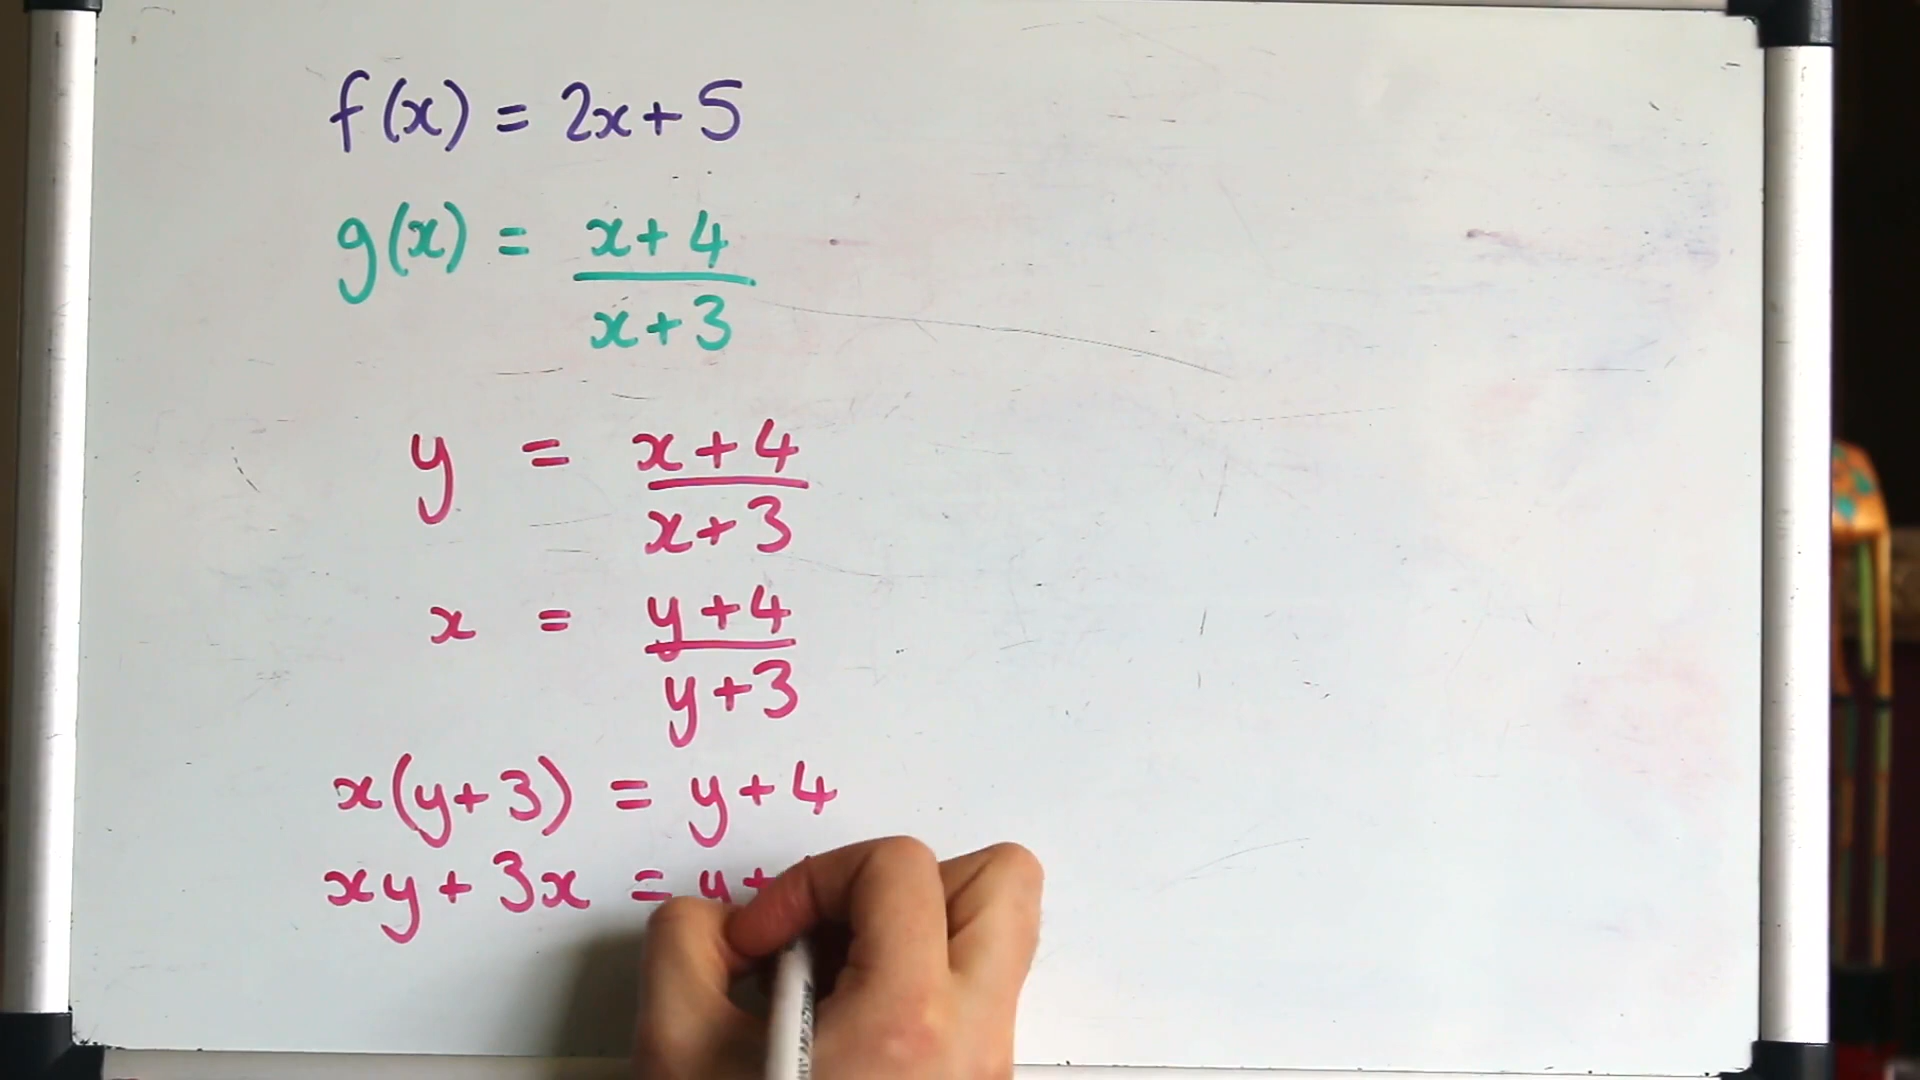 f(x) = 2x+5
g(x) = x+4
x+3
y = x+4
x+3
x = y+4
y+3
x(y+3) = y+4
xy+3x = y+